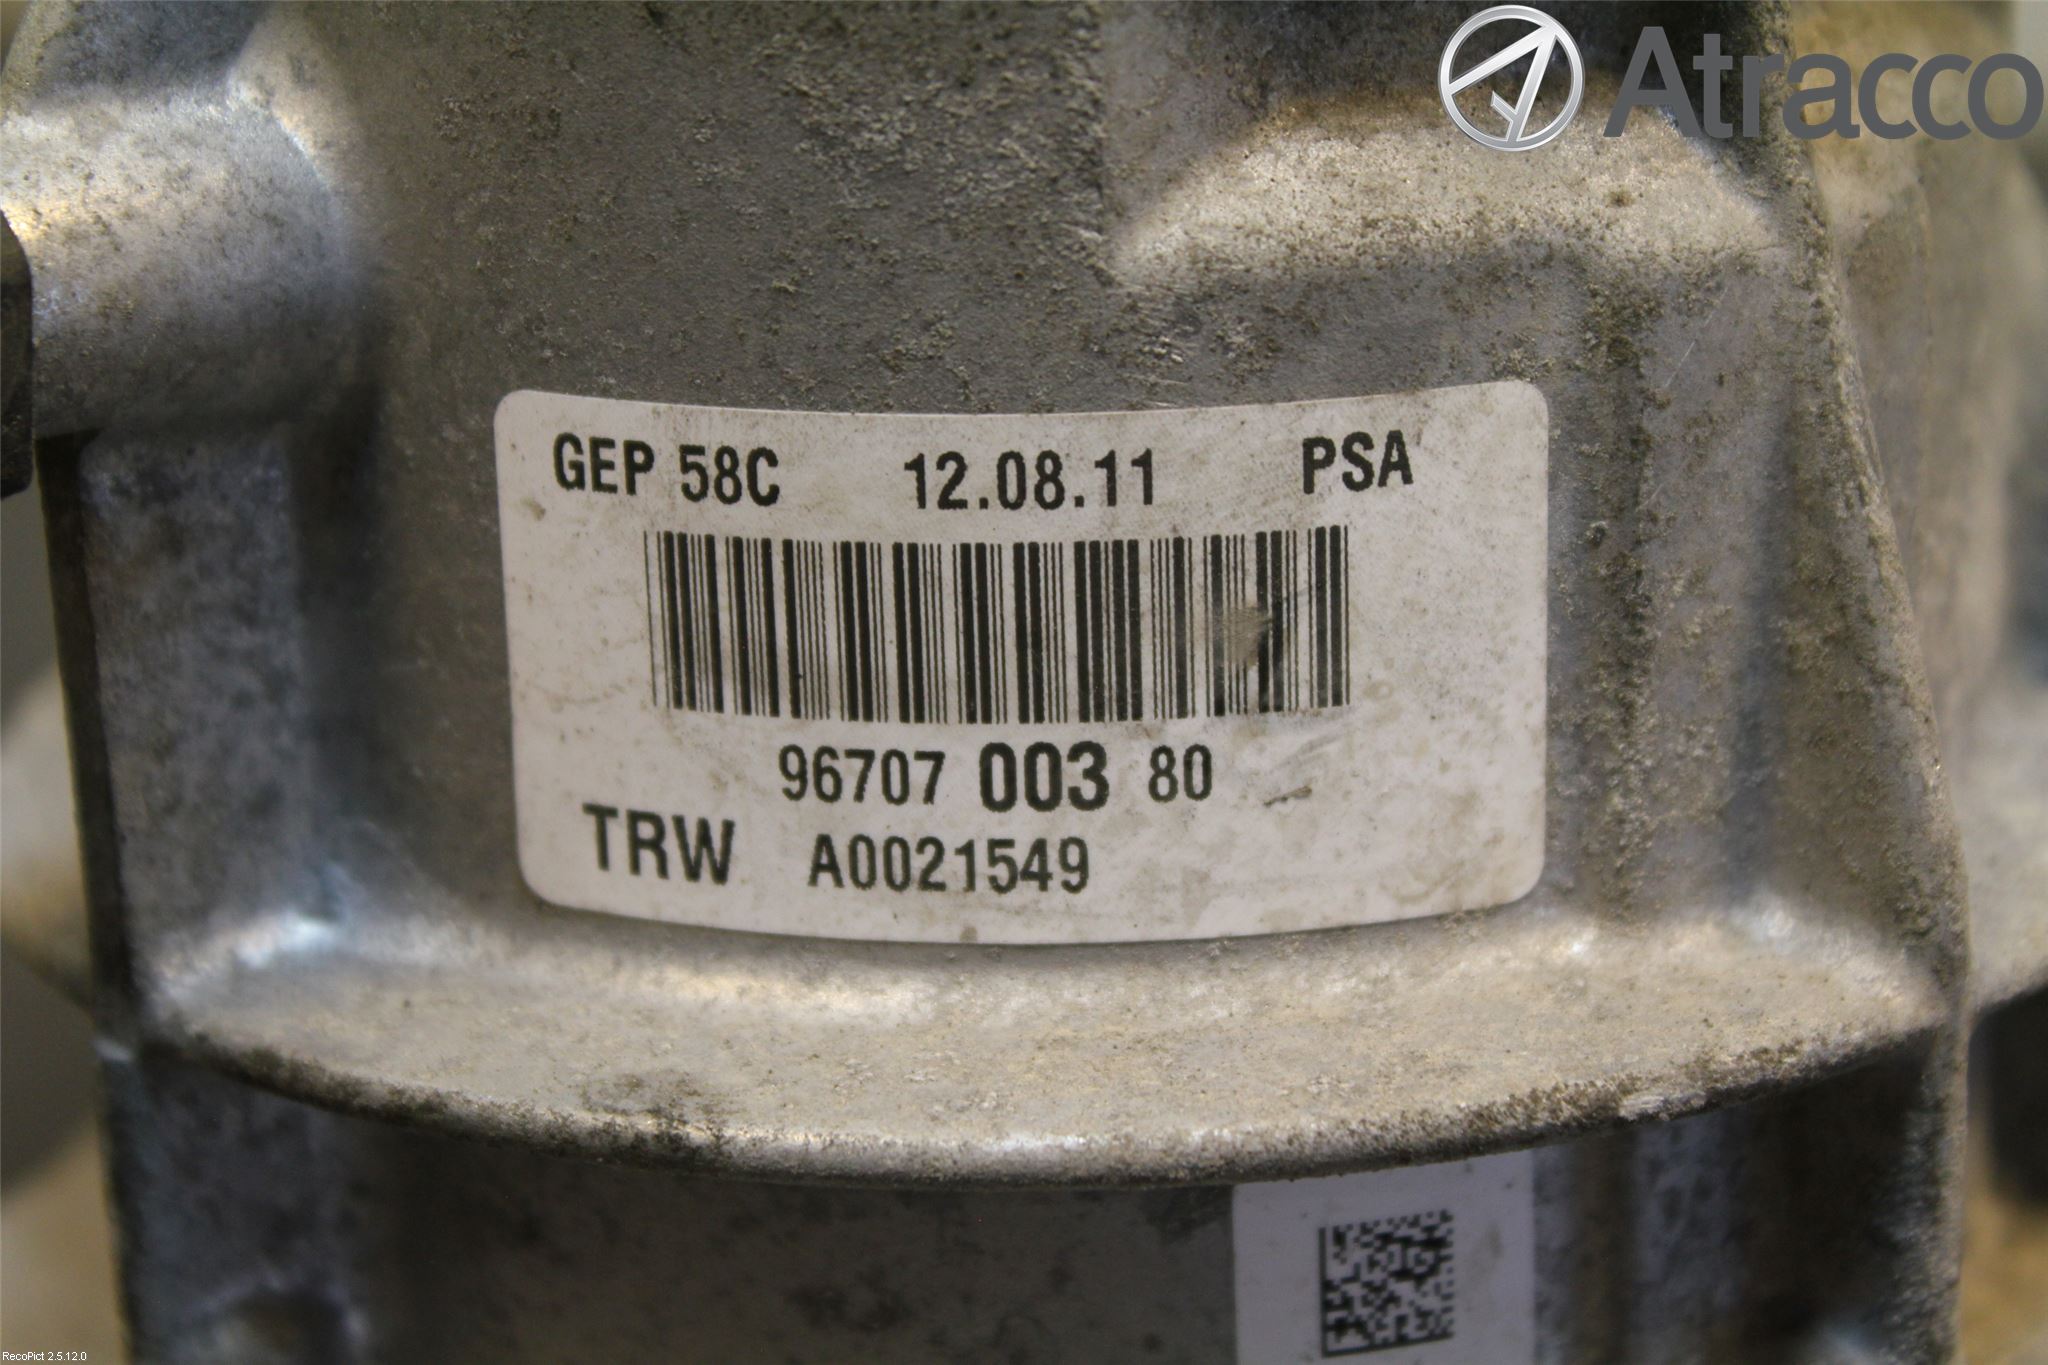 Atracco
GEP 58C 12.08.11 PSA
96707 003 80
TRW A0021549
RecoPict 2.5.12.0